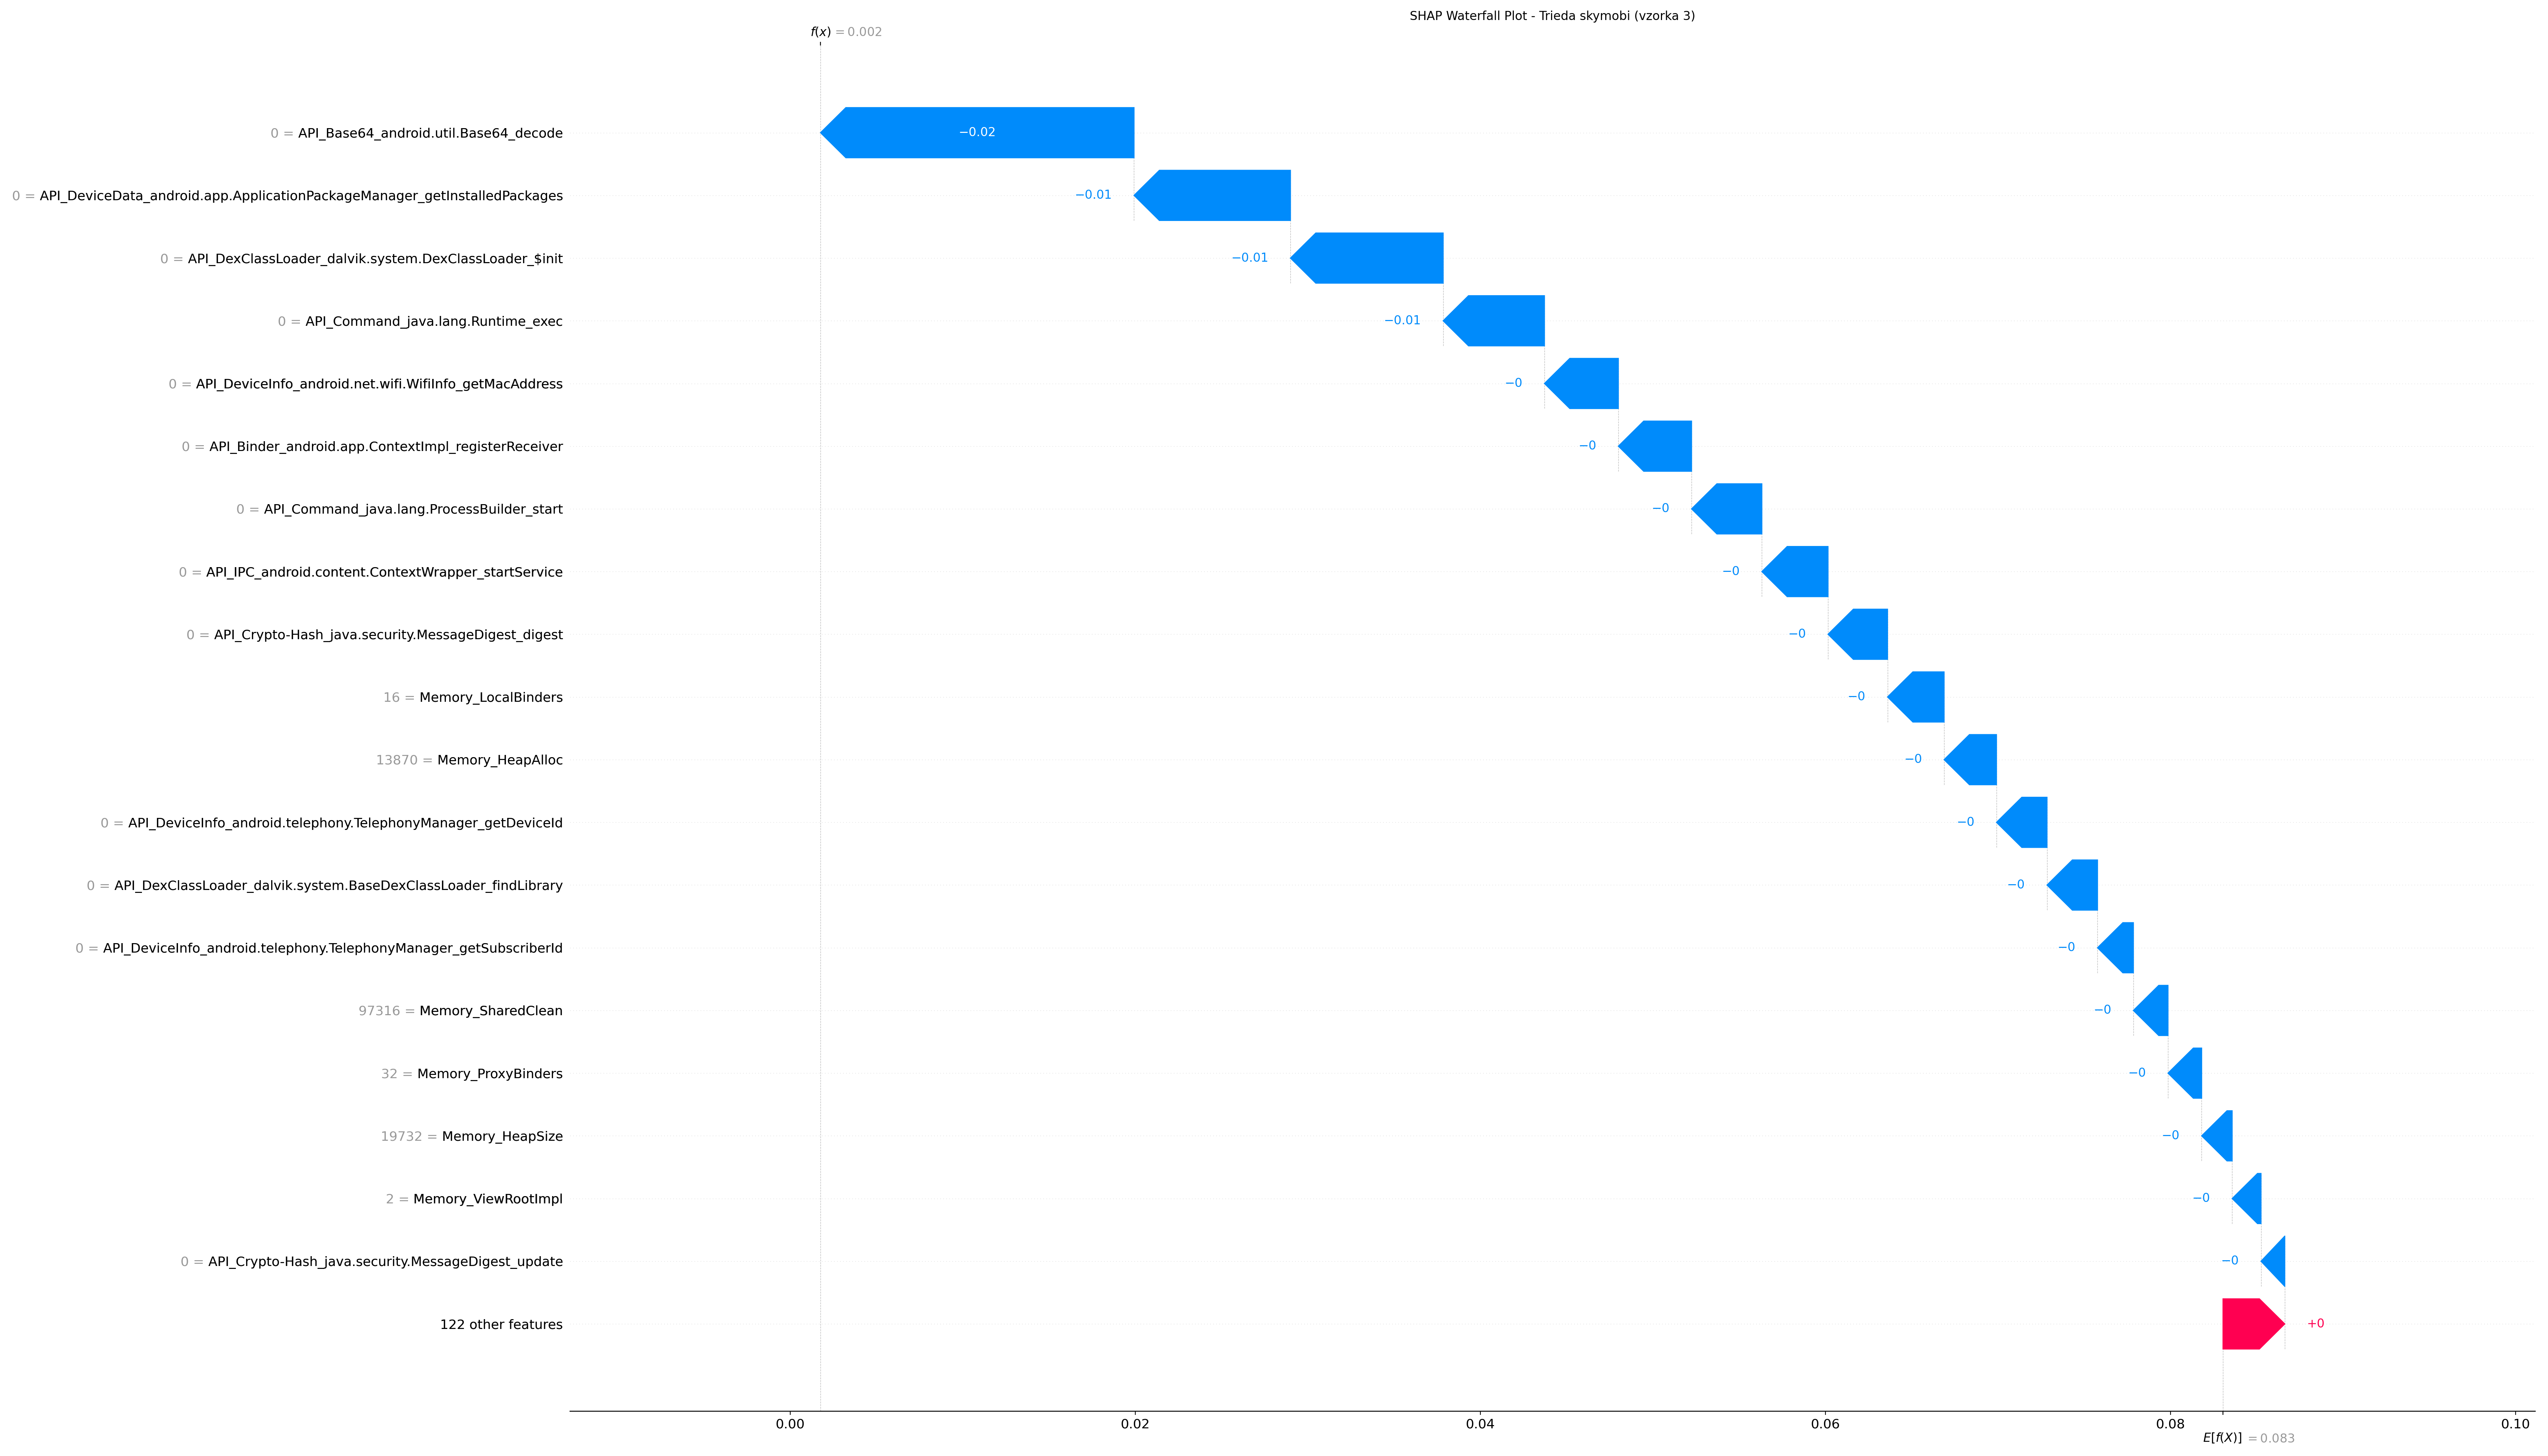 SHAP Waterfall Plot - Trieda skymobi (vzorka 3)
f(x) = 0.002
0 = API_Base64_android.util.Base64_decode −0.02
0 = API_DeviceData_android.app.ApplicationPackageManager_getInstalledPackages −0.01
0 = API_DexClassLoader_dalvik.system.DexClassLoader_$init −0.01
0 = API_Command_java.lang.Runtime_exec −0.01
0 = API_DeviceInfo_android.net.wifi.WifiInfo_getMacAddress −0
0 = API_Binder_android.app.ContextImpl_registerReceiver −0
0 = API_Command_java.lang.ProcessBuilder_start −0
0 = API_IPC_android.content.ContextWrapper_startService −0
0 = API_Crypto-Hash_java.security.MessageDigest_digest −0
16 = Memory_LocalBinders −0
13870 = Memory_HeapAlloc −0
0 = API_DeviceInfo_android.telephony.TelephonyManager_getDeviceId −0
0 = API_DexClassLoader_dalvik.system.BaseDexClassLoader_findLibrary −0
0 = API_DeviceInfo_android.telephony.TelephonyManager_getSubscriberId −0
97316 = Memory_SharedClean −0
32 = Memory_ProxyBinders −0
19732 = Memory_HeapSize −0
2 = Memory_ViewRootImpl −0
0 = API_Crypto-Hash_java.security.MessageDigest_update −0
122 other features +0
0.00 0.02 0.04 0.06 0.08 0.10
E[f(X)] = 0.083